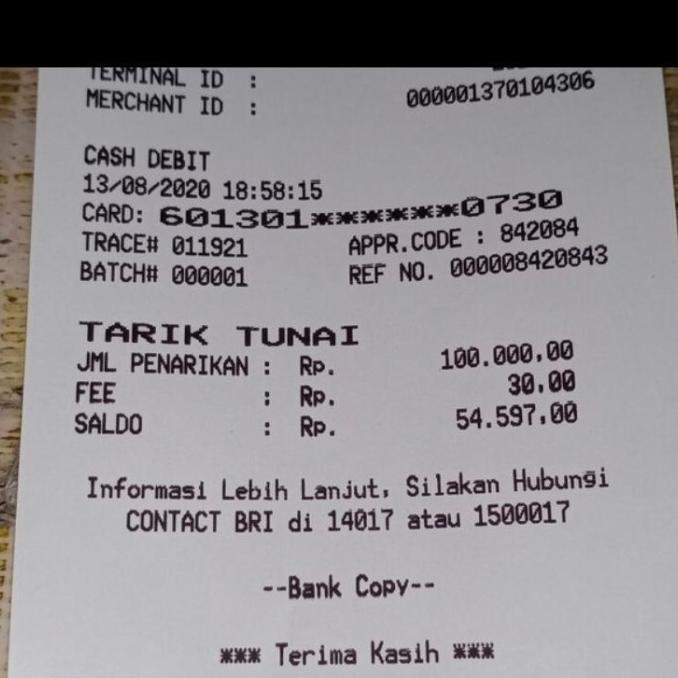 TERMINAL ID :
MERCHANT ID : 000001370104306
CASH DEBIT
13/08/2020 18:58:15
CARD: 601301******0730
TRACE# 011921 APPR.CODE : 842084
BATCH# 000001 REF NO. 000008420843
TARIK TUNAI
JML PENARIKAN : Rp. 100.000,00
FEE : Rp. 30,00
SALDO : Rp. 54.597,00
Informasi Lebih Lanjut, Silakan Hubungi
CONTACT BRI di 14017 atau 1500017
--Bank Copy--
*** Terima Kasih ***